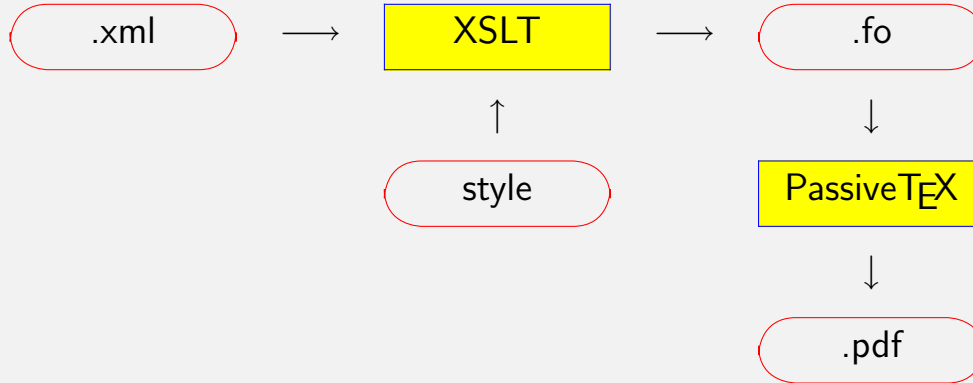 .xml ⟶ XSLT ⟶ .fo
↑ ↓
style PassiveTEX
↓
.pdf